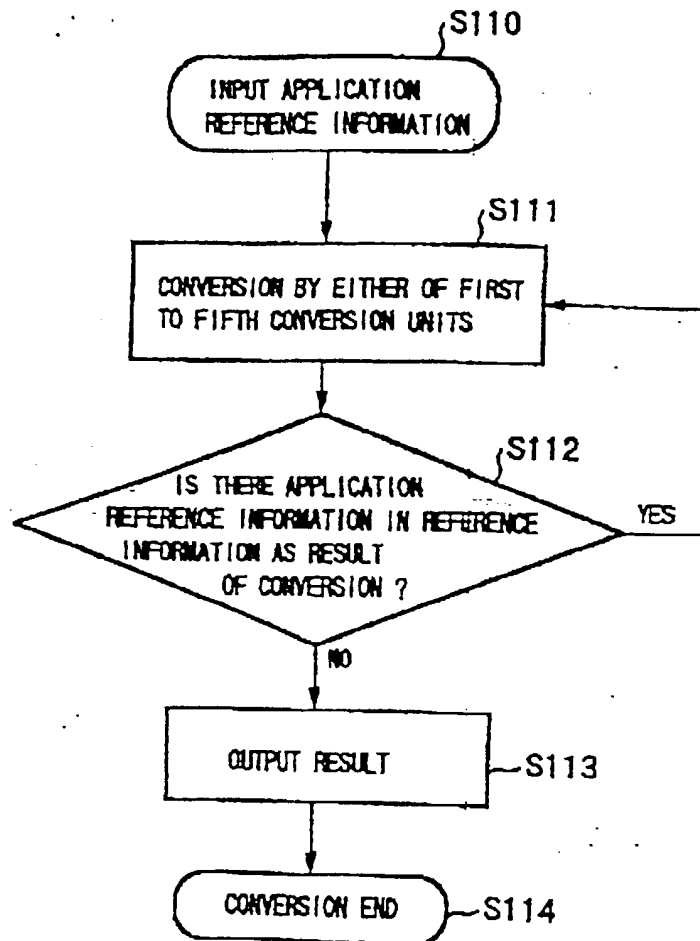 S110
INPUT APPLICATION
REFERENCE INFORMATION
S111
CONVERSION BY EITHER OF FIRST
TO FIFTH CONVERSION UNITS
S112
IS THERE APPLICATION
REFERENCE INFORMATION IN REFERENCE
INFORMATION AS RESULT
OF CONVERSION ?
YES
NO
OUTPUT RESULT
S113
CONVERSION END
S114